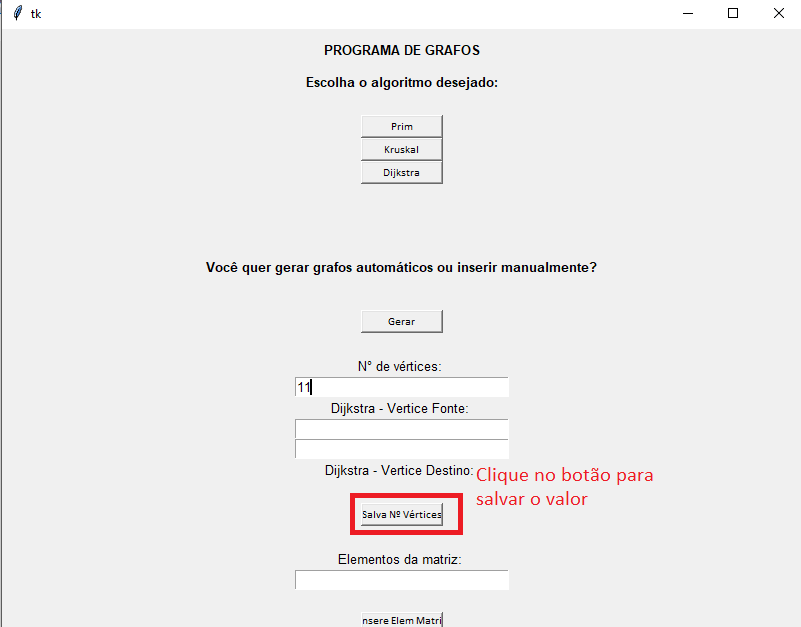 tk
PROGRAMA DE GRAFOS
Escolha o algoritmo desejado:
Prim
Kruskal
Dijkstra
Você quer gerar grafos automáticos ou inserir manualmente?
Gerar
N° de vértices:
11
Dijkstra - Vertice Fonte:
Dijkstra - Vertice Destino:
Clique no botão para
salvar o valor
Salva Nº Vértices
Elementos da matriz:
nsere Elem Matri